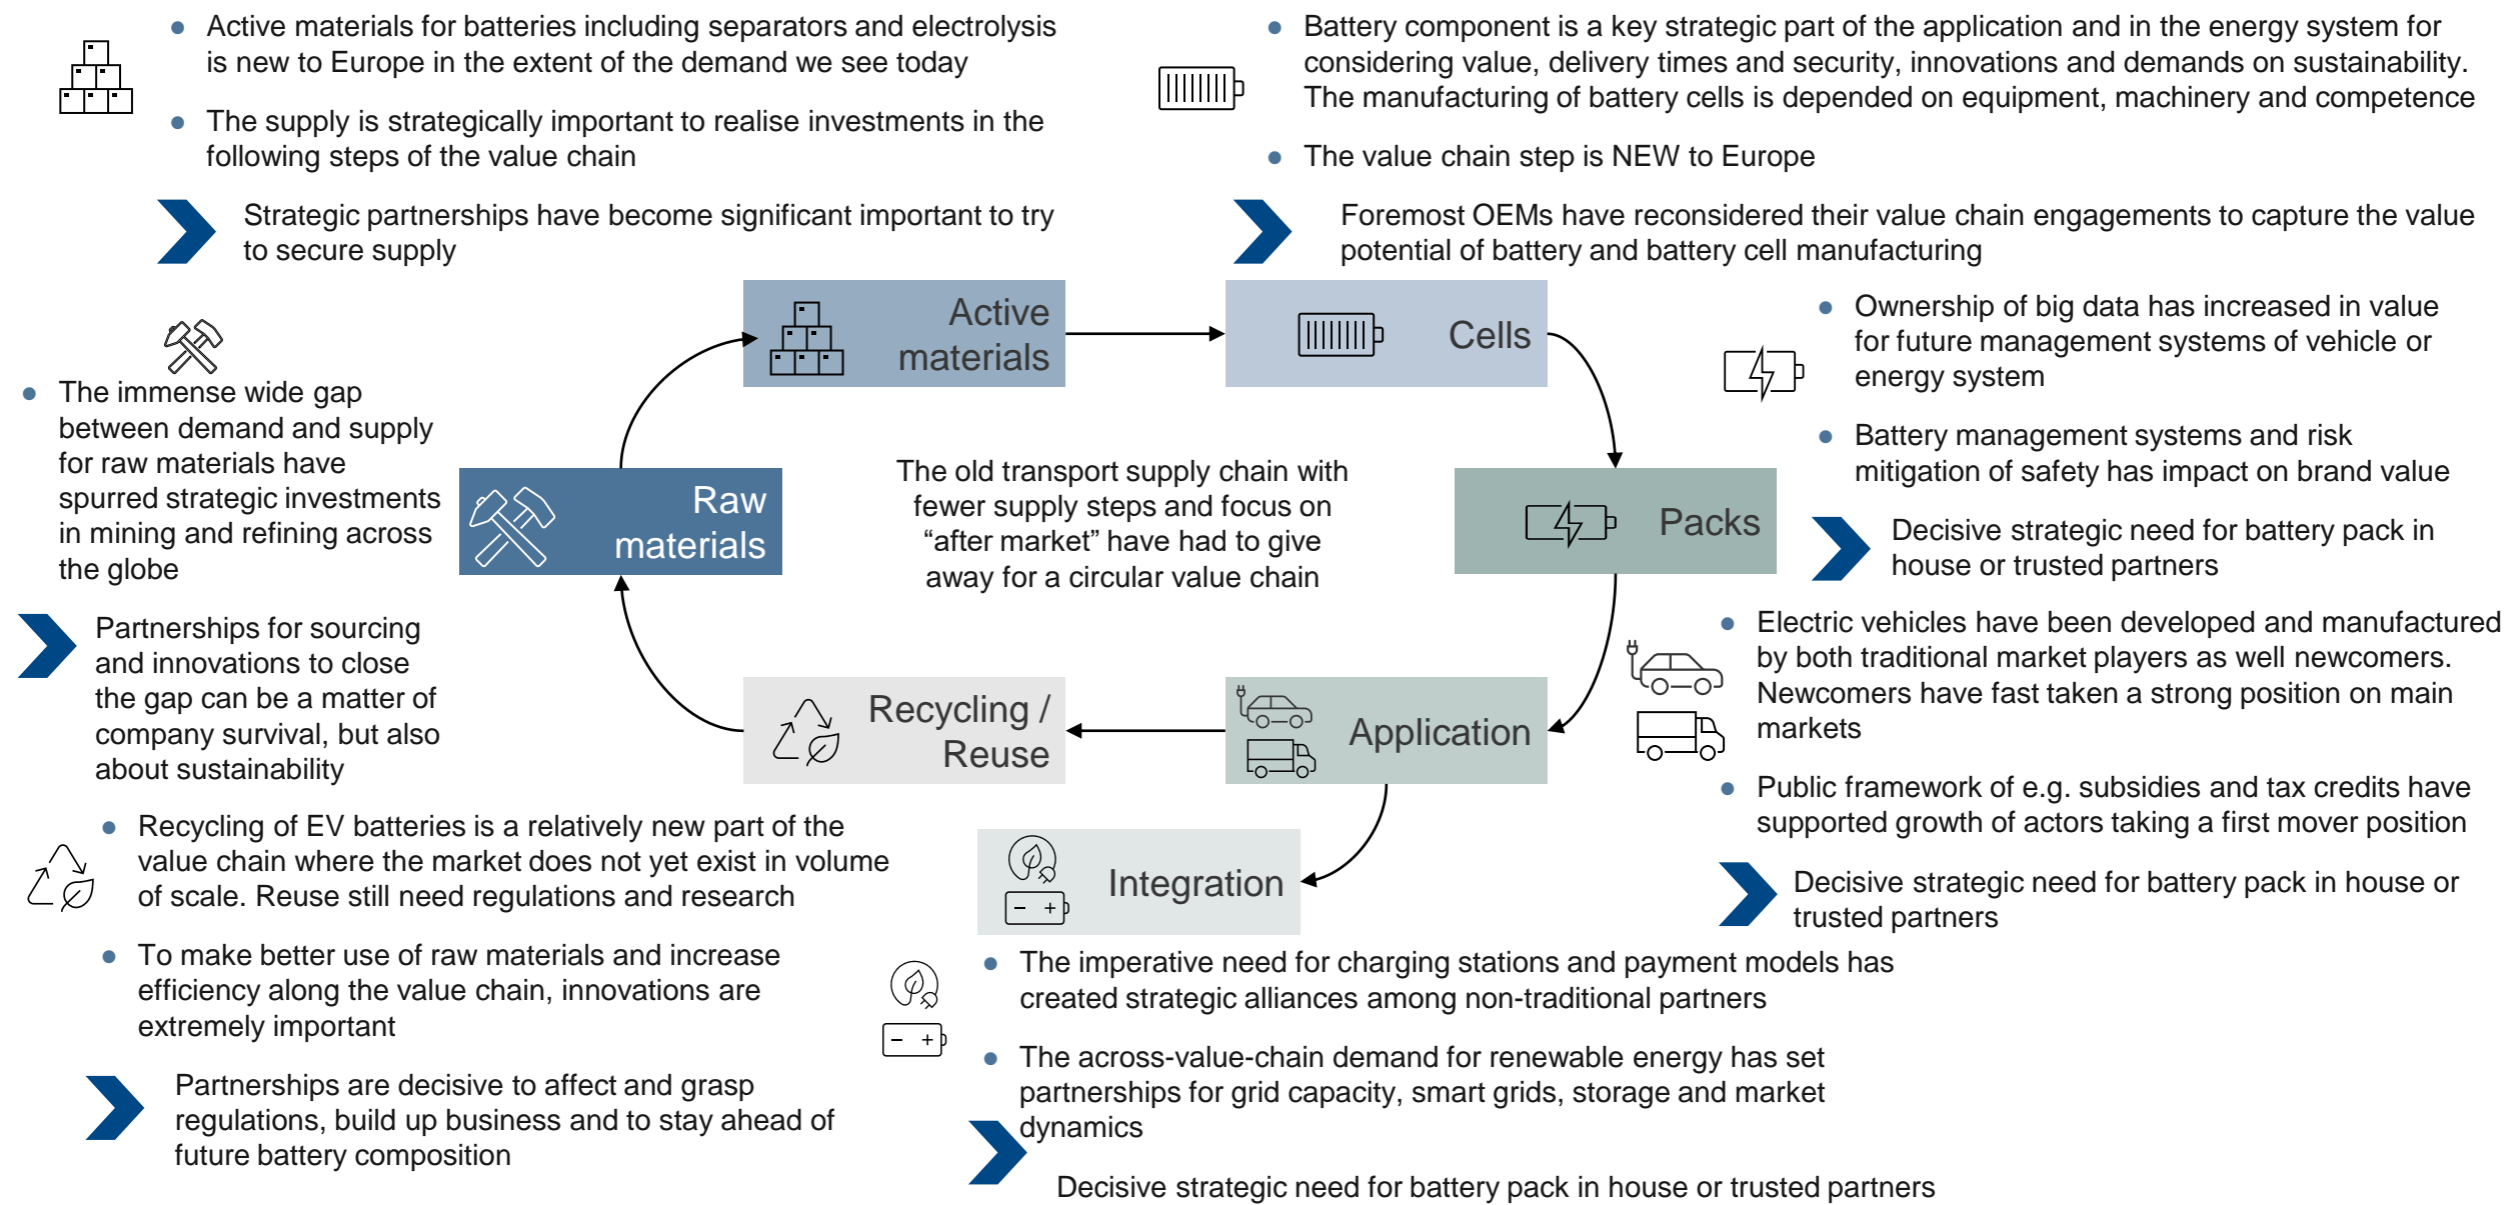 Active materials for batteries including separators and electrolysis
is new to Europe in the extent of the demand we see today
The supply is strategically important to realise investments in the
following steps of the value chain
Strategic partnerships have become significant important to try
to secure supply
Battery component is a key strategic part of the application and in the energy system for
considering value, delivery times and security, innovations and demands on sustainability.
The manufacturing of battery cells is depended on equipment, machinery and competence
The value chain step is NEW to Europe
Foremost OEMs have reconsidered their value chain engagements to capture the value
potential of battery and battery cell manufacturing
Active
materials
Cells
Ownership of big data has increased in value
for future management systems of vehicle or
energy system
Battery management systems and risk
mitigation of safety has impact on brand value
Decisive strategic need for battery pack in
house or trusted partners
The immense wide gap
between demand and supply
for raw materials have
spurred strategic investments
in mining and refining across
the globe
Partnerships for sourcing
and innovations to close
the gap can be a matter of
company survival, but also
about sustainability
Raw
materials
The old transport supply chain with
fewer supply steps and focus on
“after market” have had to give
away for a circular value chain
Packs
Electric vehicles have been developed and manufactured
by both traditional market players as well newcomers.
Newcomers have fast taken a strong position on main
markets
Public framework of e.g. subsidies and tax credits have
supported growth of actors taking a first mover position
Decisive strategic need for battery pack in house or
trusted partners
Recycling /
Reuse
Application
Integration
Recycling of EV batteries is a relatively new part of the
value chain where the market does not yet exist in volume
of scale. Reuse still need regulations and research
To make better use of raw materials and increase
efficiency along the value chain, innovations are
extremely important
Partnerships are decisive to affect and grasp
regulations, build up business and to stay ahead of
future battery composition
The imperative need for charging stations and payment models has
created strategic alliances among non-traditional partners
The across-value-chain demand for renewable energy has set
partnerships for grid capacity, smart grids, storage and market
dynamics
Decisive strategic need for battery pack in house or trusted partners